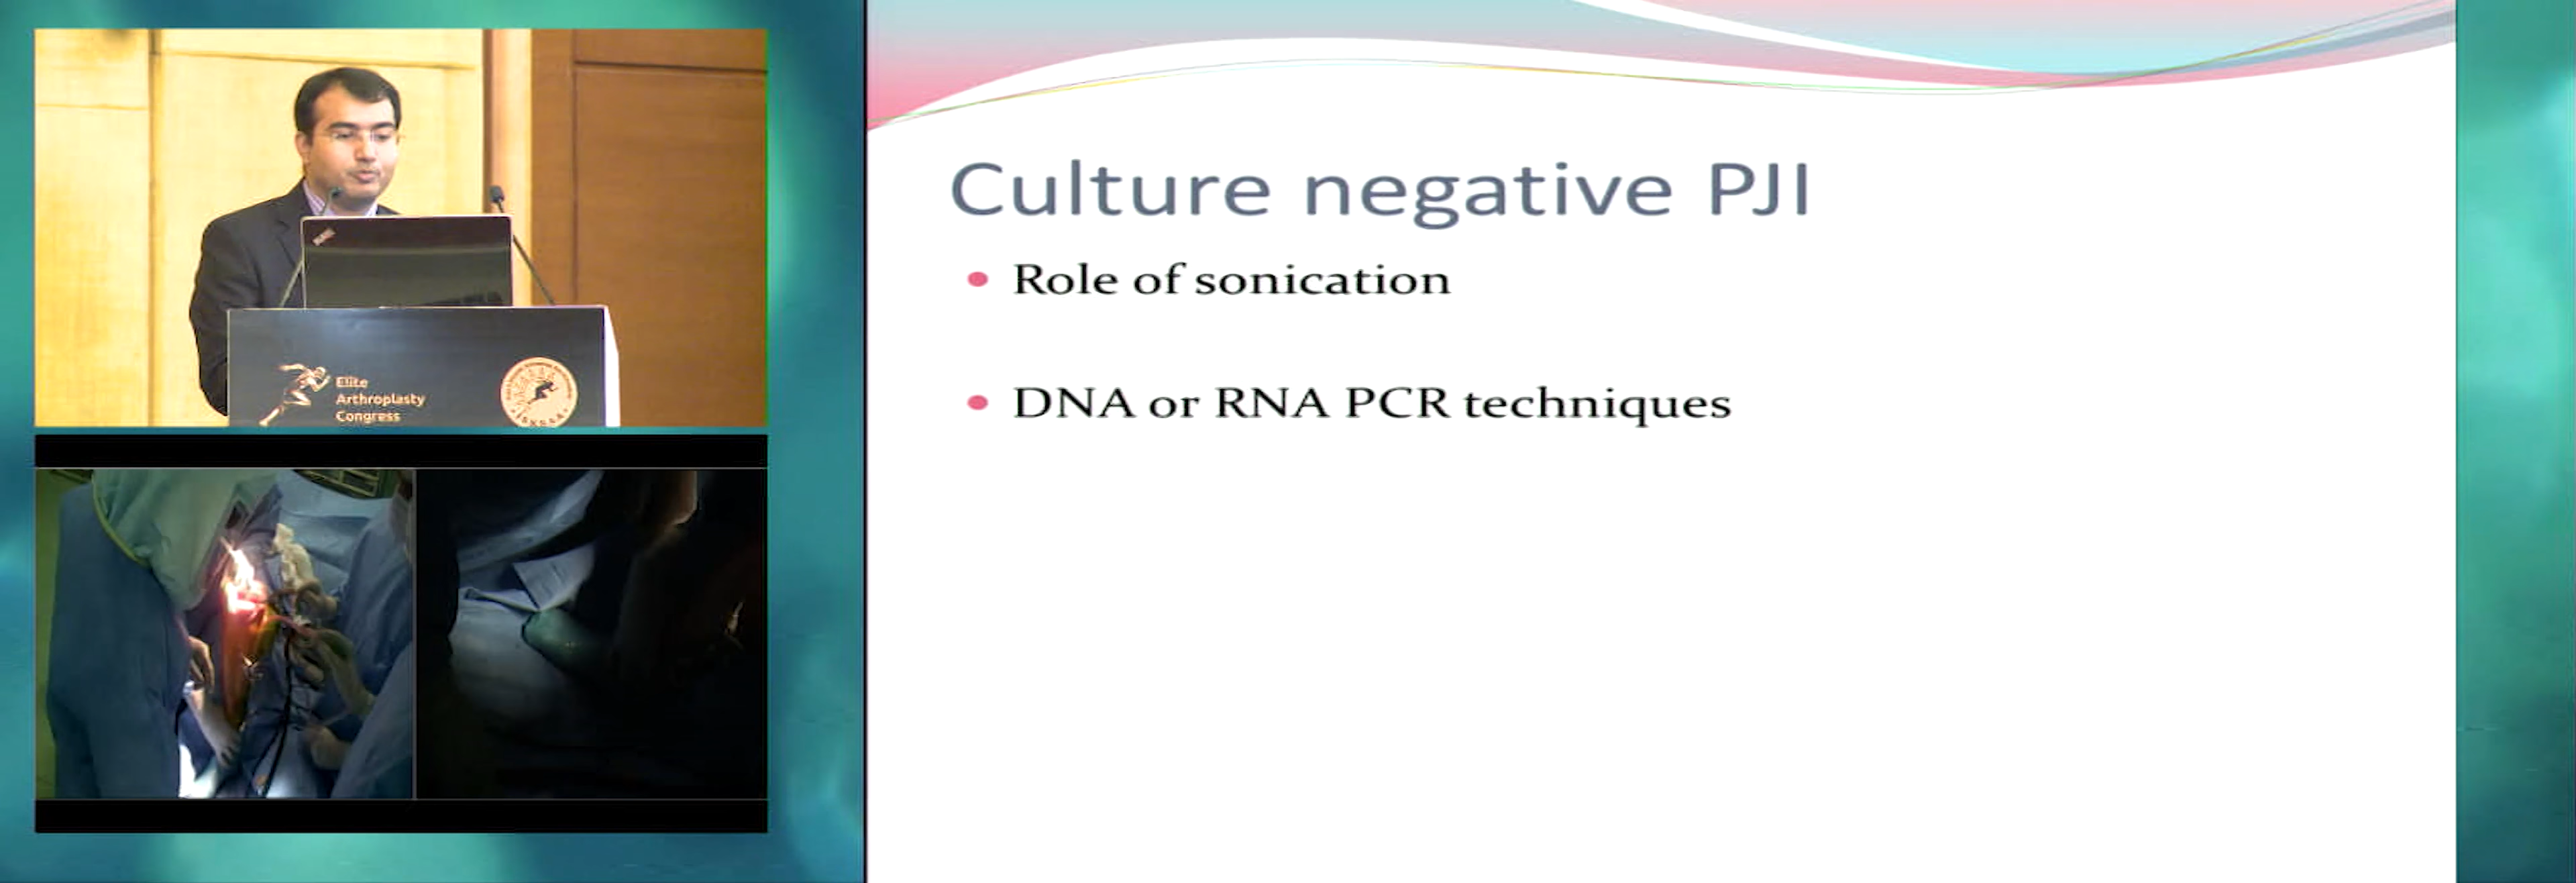 Culture negative PJI
Role of sonication
DNA or RNA PCR techniques
Elite
Arthroplasty
Congress